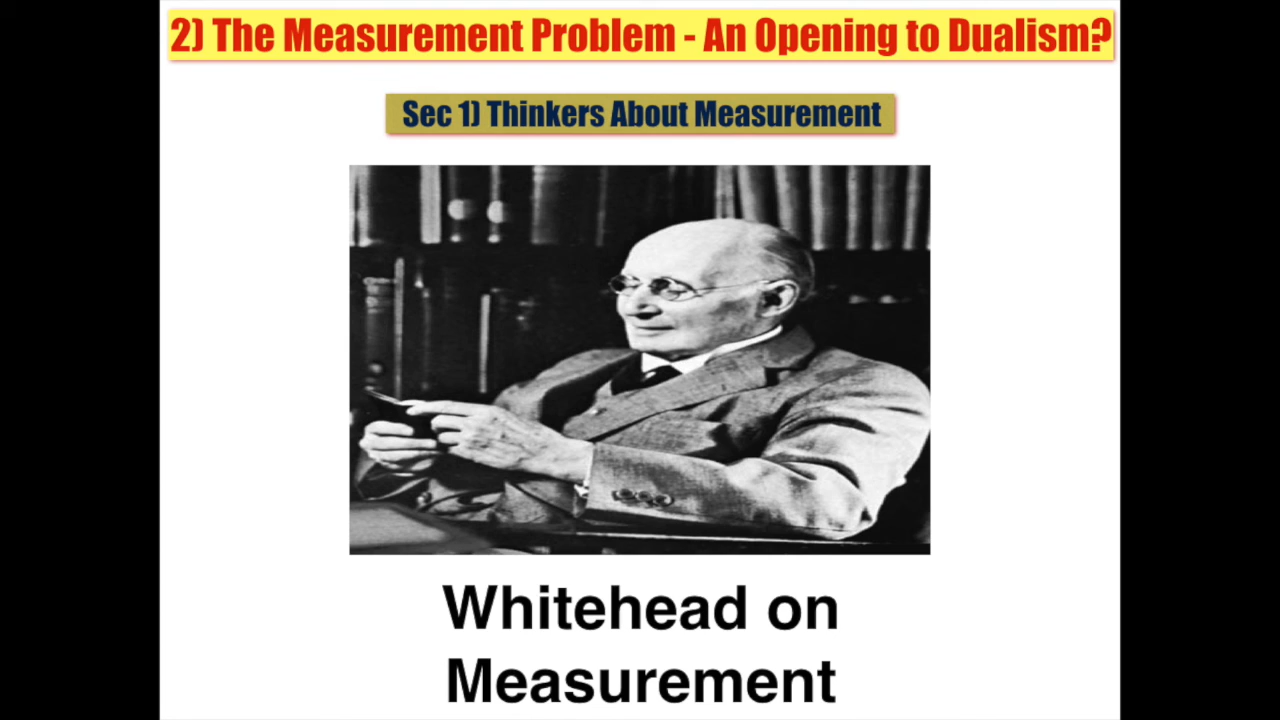 2) The Measurement Problem - An Opening to Dualism?
Sec 1) Thinkers About Measurement
Whitehead on
Measurement